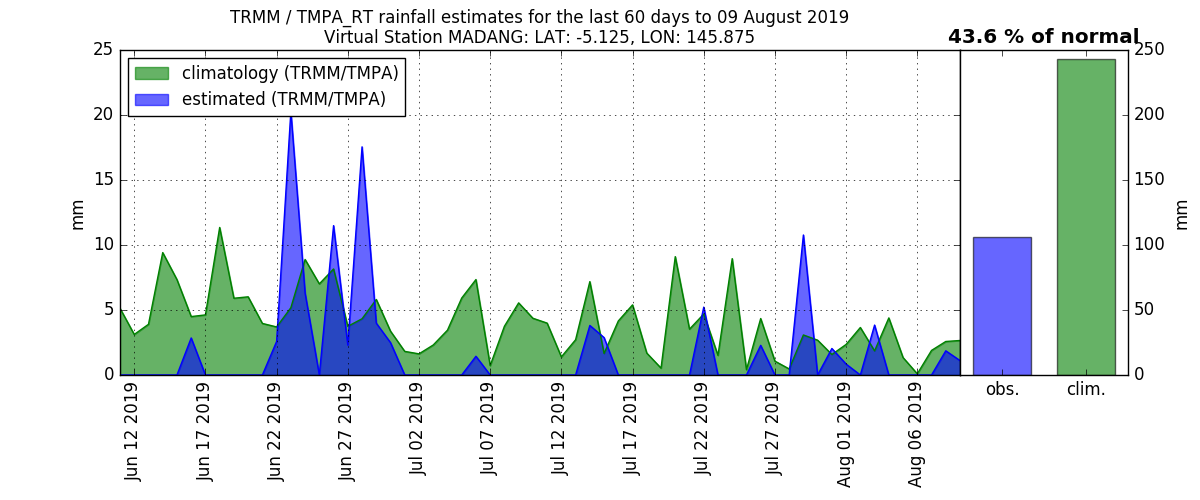 TRMM / TMPA_RT rainfall estimates for the last 60 days to 09 August 2019
Virtual Station MADANG: LAT: -5.125, LON: 145.875
43.6 % of normal
climatology (TRMM/TMPA)
estimated (TRMM/TMPA)
25
20
15
10
5
0
mm
Jun 12 2019
Jun 17 2019
Jun 22 2019
Jun 27 2019
Jul 02 2019
Jul 07 2019
Jul 12 2019
Jul 17 2019
Jul 22 2019
Jul 27 2019
Aug 01 2019
Aug 06 2019
obs.
clim.
250
200
150
100
50
0
mm